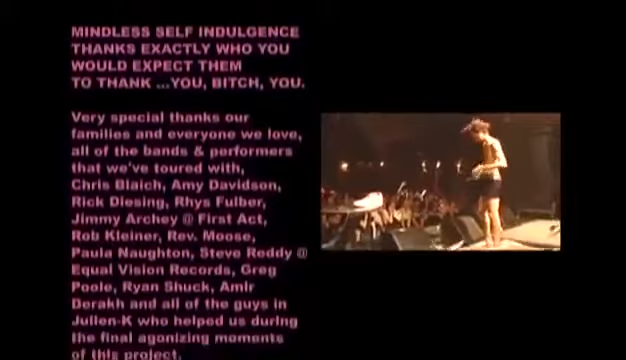 MINDLESS SELF INDULGENCE
THANKS EXACTLY WHO YOU
WOULD EXPECT THEM
TO THANK ...YOU, BITCH, YOU.
Very special thanks our
families and everyone we love,
all of the bands & performers
that we've toured with,
Chris Blaich, Amy Davidson,
Rick Diesing, Rhys Fulber,
Jimmy Archey @ First Act,
Rob Kleiner, Rev. Moose,
Paula Naughton, Steve Reddy @
Equal Vision Records, Greg
Poole, Ryan Shuck, Amir
Derakh and all of the guys in
Julien-K who helped us during
the final agonizing moments
of this project.